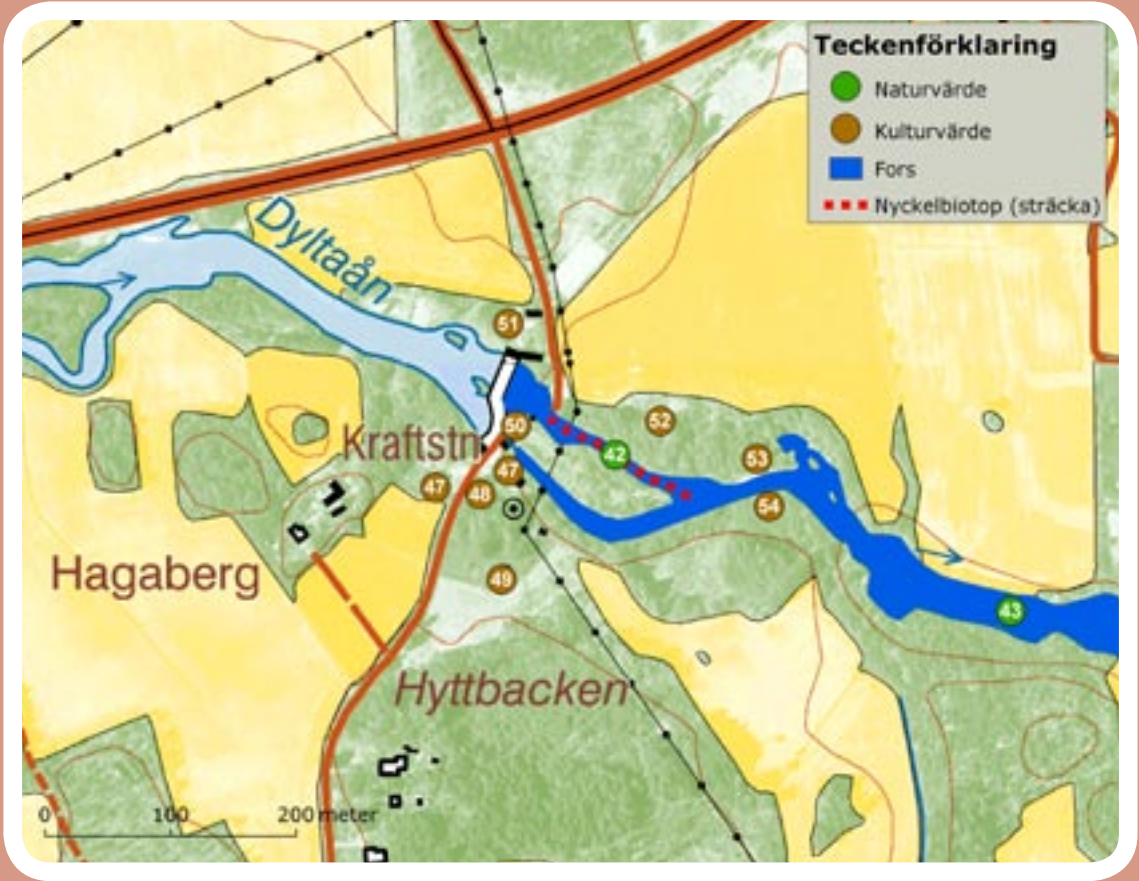 Teckenförklaring
Naturvärde
Kulturvärde
Fors
Nyckelbiotop (sträcka)
Dyltaån
51
52
50
Kraftstn
42
53
47
47
48
54
Hagaberg
49
43
Hyttbacken
0 100 200 meter